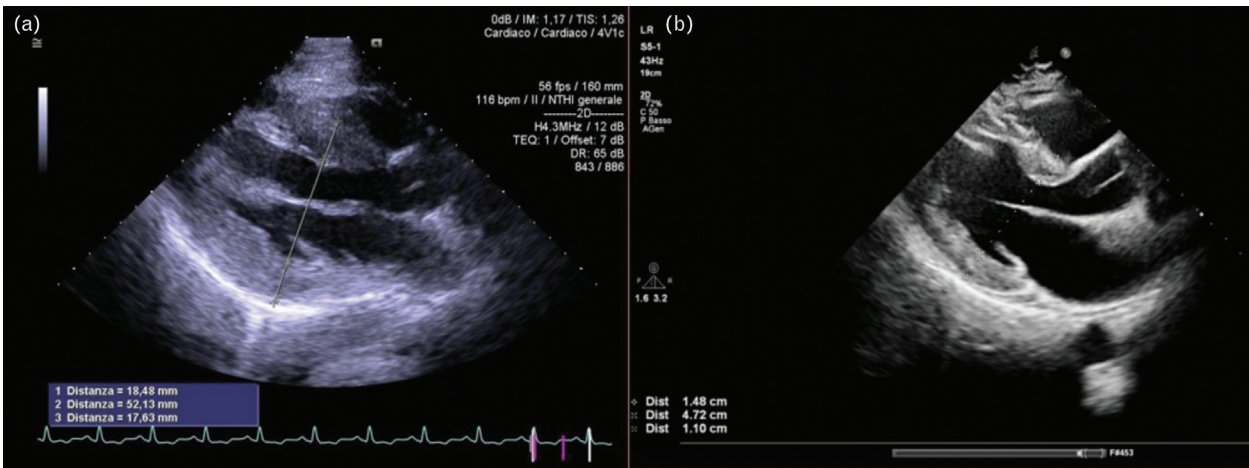 (a)
0dB / IM: 1,17 / TIS: 1,26
Cardiaco / Cardiaco / 4V1c
56 fps / 160 mm
116 bpm / II / NTHI generale
--------2D--------
H4.3MHz / 12 dB
TEQ: 1 / Offset: 7 dB
DR: 65 dB
843 / 886
1 Distanza = 18,48 mm
2 Distanza = 52,13 mm
3 Distanza = 17,63 mm
(b)
LR
S5-1
43Hz
19cm
2D
72%
C 50
P Basso
AGen
P R
1.6 3.2
Dist 1.48 cm
Dist 4.72 cm
Dist 1.10 cm
F#453